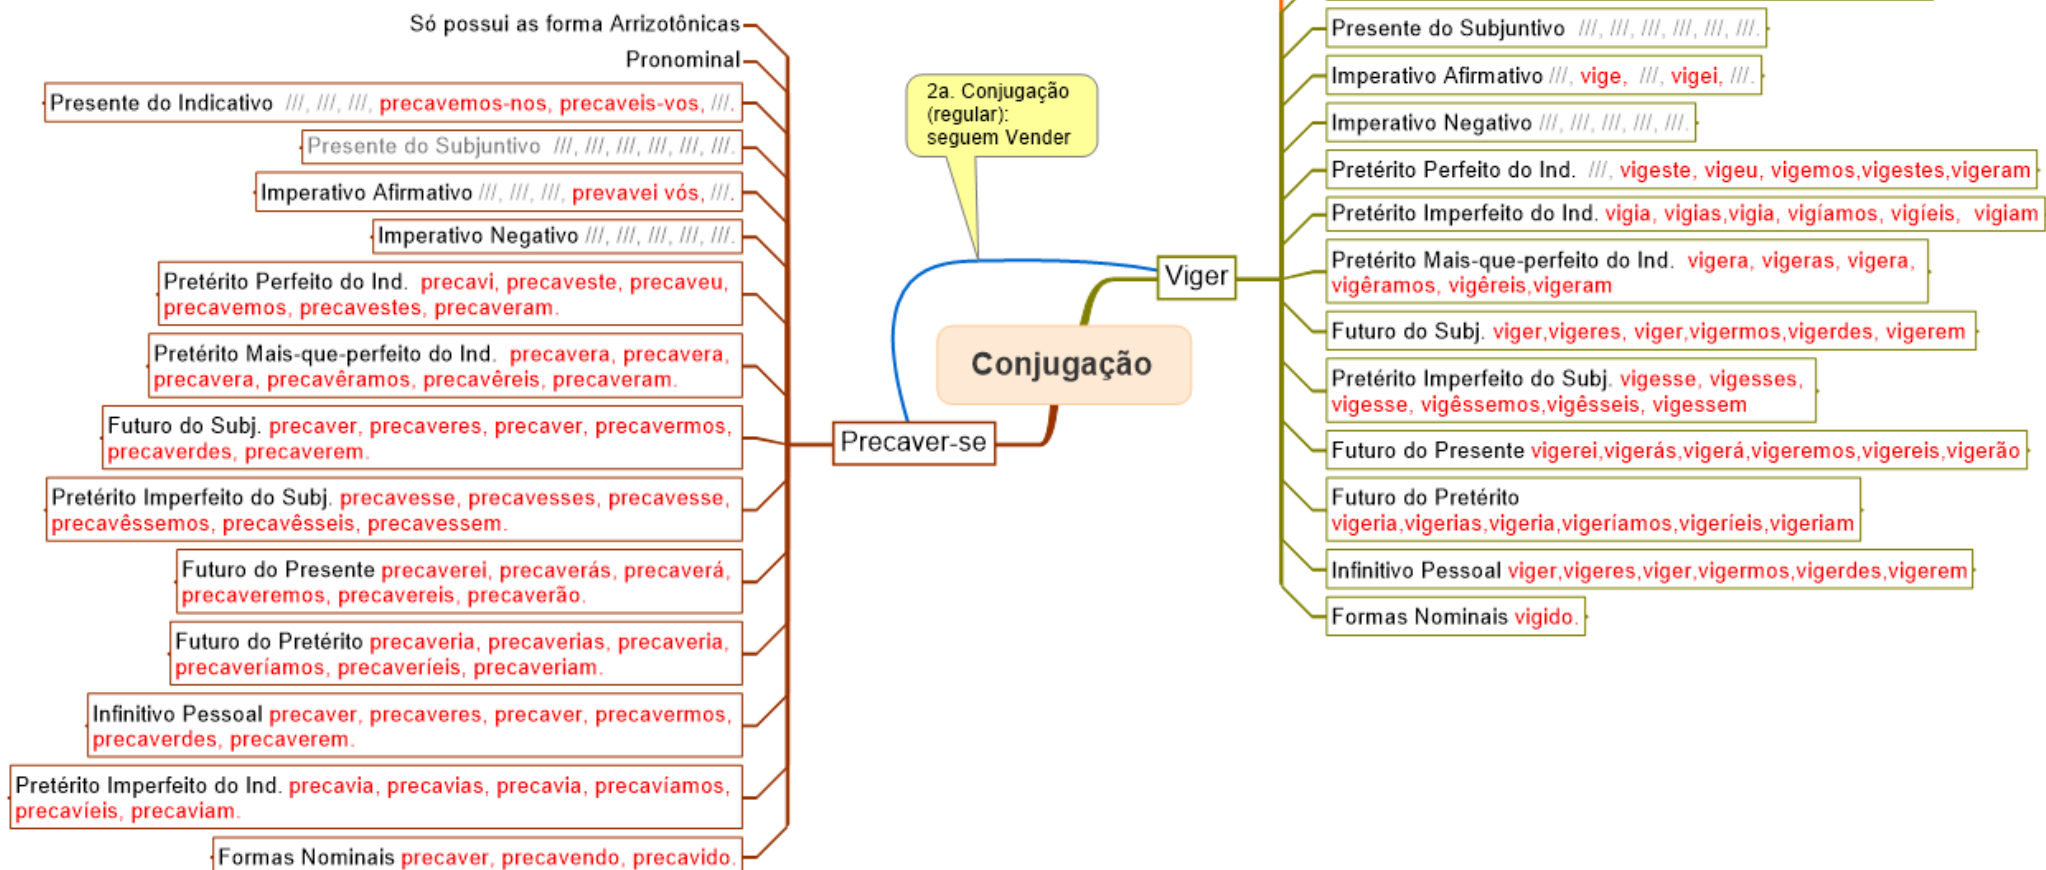 Só possui as forma Arrizotônicas
Pronominal
Presente do Indicativo ///, ///, ///, precavemos-nos, precaveis-vos, ///.
Presente do Subjuntivo ///, ///, ///, ///, ///, ///.
Imperativo Afirmativo ///, ///, ///, prevavei vós, ///.
Imperativo Negativo ///, ///, ///, ///, ///.
Pretérito Perfeito do Ind. precavi, precaveste, precaveu,
precavemos, precavestes, precaveram.
Pretérito Mais-que-perfeito do Ind. precavera, precavera,
precavera, precavêramos, precavêreis, precaveram.
Futuro do Subj. precaver, precaveres, precaver, precavermos,
precaverdes, precaverem.
Pretérito Imperfeito do Subj. precavesse, precavesses, precavesse,
precavêssemos, precavêsseis, precavessem.
Futuro do Presente precaverei, precaverás, precaverá,
precaveremos, precavereis, precaverão.
Futuro do Pretérito precaveria, precaverias, precaveria,
precaveríamos, precaveríeis, precaveriam.
Infinitivo Pessoal precaver, precaveres, precaver, precavermos,
precaverdes, precaverem.
Pretérito Imperfeito do Ind. precavia, precavias, precavia, precavíamos,
precavíeis, precaviam.
Formas Nominais precaver, precavendo, precavido.
Precaver-se
2a. Conjugação
(regular):
seguem Vender
Conjugação
Viger
Presente do Subjuntivo ///, ///, ///, ///, ///, ///.
Imperativo Afirmativo ///, vige, ///, vigei, ///.
Imperativo Negativo ///, ///, ///, ///, ///.
Pretérito Perfeito do Ind. ///, vigeste, vigeu, vigemos,vigestes,vigeram
Pretérito Imperfeito do Ind. vigia, vigias,vigia, vigíamos, vigíeis, vigiam
Pretérito Mais-que-perfeito do Ind. vigera, vigeras, vigera,
vigêramos, vigêreis,vigeram
Futuro do Subj. viger,vigeres, viger,vigermos,vigerdes, vigerem
Pretérito Imperfeito do Subj. vigesse, vigesses,
vigesse, vigêssemos,vigêsseis, vigessem
Futuro do Presente vigerei,vigerás,vigerá,vigeremos,vigereis,vigerão
Futuro do Pretérito
vigeria,vigerias,vigeria,vigeríamos,vigeríeis,vigeriam
Infinitivo Pessoal viger,vigeres,viger,vigermos,vigerdes,vigerem
Formas Nominais vigido.